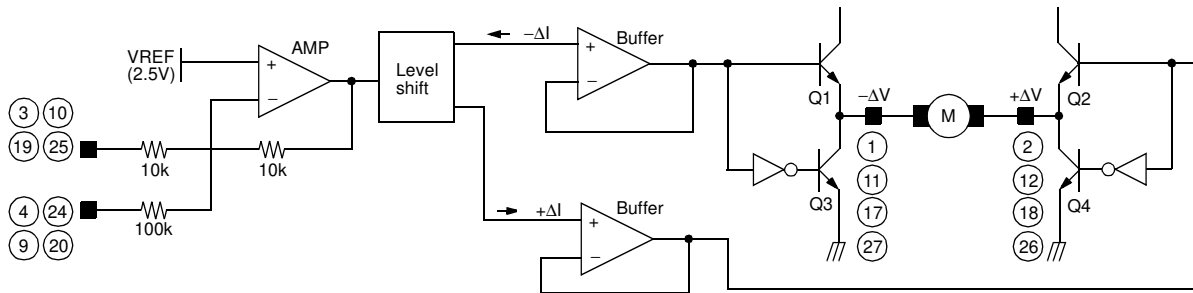 VREF
(2.5V)
AMP
+
−
Level
shift
−ΔI
+
−
Buffer
Q1
Q2
−ΔV
M
+ΔV
3 10
19 25
10k
10k
4 24
9 20
100k
+ΔI
+
−
Buffer
Q3
Q4
1
11
17
27
2
12
18
26